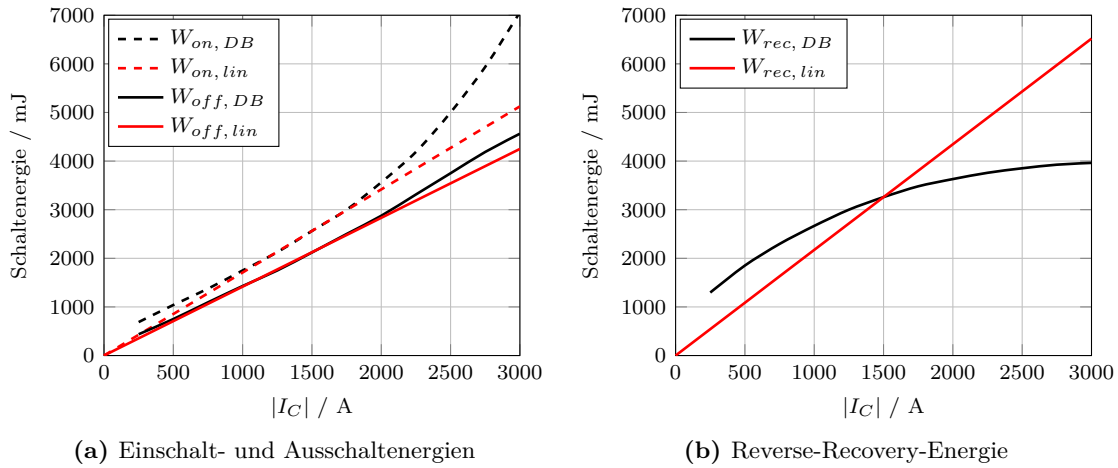 7000
6000
5000
4000
3000
2000
1000
0
Schaltenergie / mJ
W_{on, DB}
W_{on, lin}
W_{off, DB}
W_{off, lin}
0 500 1000 1500 2000 2500 3000
|I_C| / A
(a) Einschalt- und Ausschaltenergien
7000
6000
5000
4000
3000
2000
1000
0
Schaltenergie / mJ
W_{rec, DB}
W_{rec, lin}
0 500 1000 1500 2000 2500 3000
|I_C| / A
(b) Reverse-Recovery-Energie